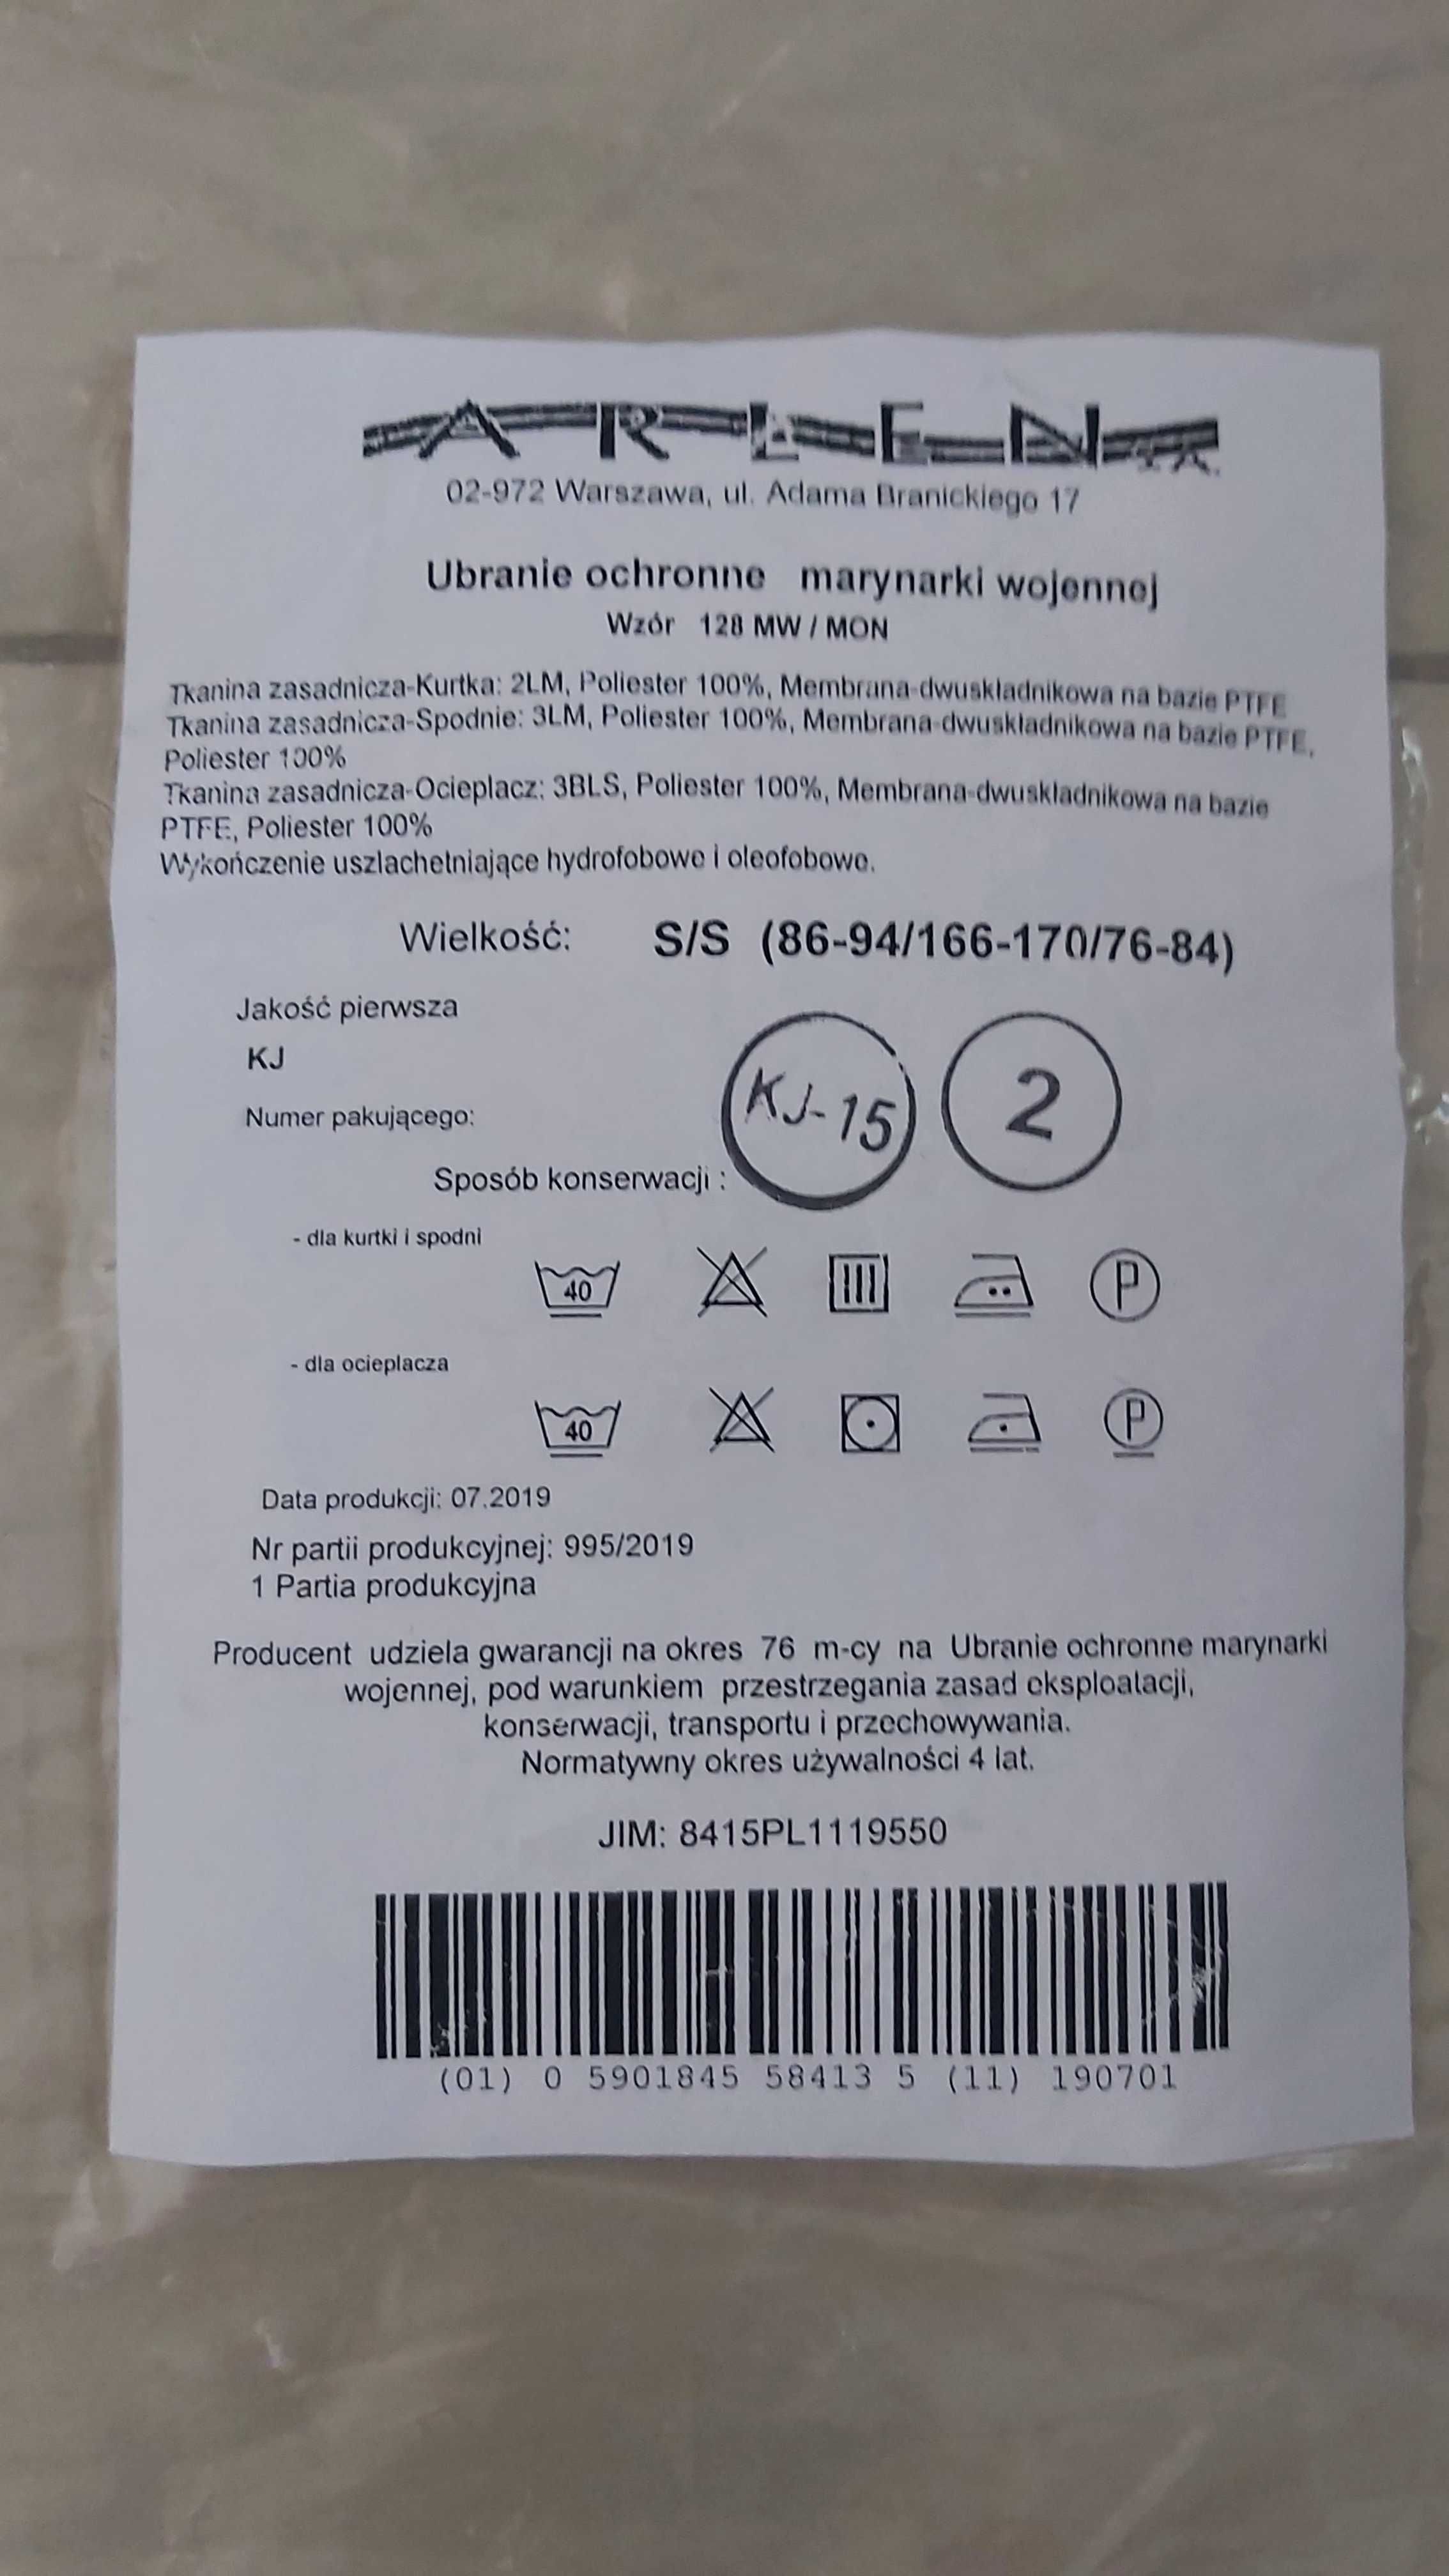 ARLEN S.A.
02-972 Warszawa, ul. Adama Branickiego 17
Ubranie ochronne marynarki wojennej
Wzór 128 MW / MON
Tkanina zasadnicza-Kurtka: 2LM, Poliester 100%, Membrana-dwuskładnikowa na bazie PTFE
Tkanina zasadnicza-Spodnie: 3LM, Poliester 100%, Membrana-dwuskładnikowa na bazie PTFE,
Poliester 100%
Tkanina zasadnicza-Ocieplacz: 3BLS, Poliester 100%, Membrana-dwuskładnikowa na bazie
PTFE, Poliester 100%
Wykończenie uszlachetniające hydrofobowe i oleofobowe.
Wielkość: S/S (86-94/166-170/76-84)
Jakość pierwsza
KJ
KJ-15 2
Numer pakującego:
Sposób konserwacji :
- dla kurtki i spodni
40 P
- dla ocieplacza
40 P
Data produkcji: 07.2019
Nr partii produkcyjnej: 995/2019
1 Partia produkcyjna
Producent udziela gwarancji na okres 76 m-cy na Ubranie ochronne marynarki
wojennej, pod warunkiem przestrzegania zasad eksploatacji,
konserwacji, transportu i przechowywania.
Normatywny okres używalności 4 lat.
JIM: 8415PL1119550
(01) 0 5901845 58413 5 (11) 190701